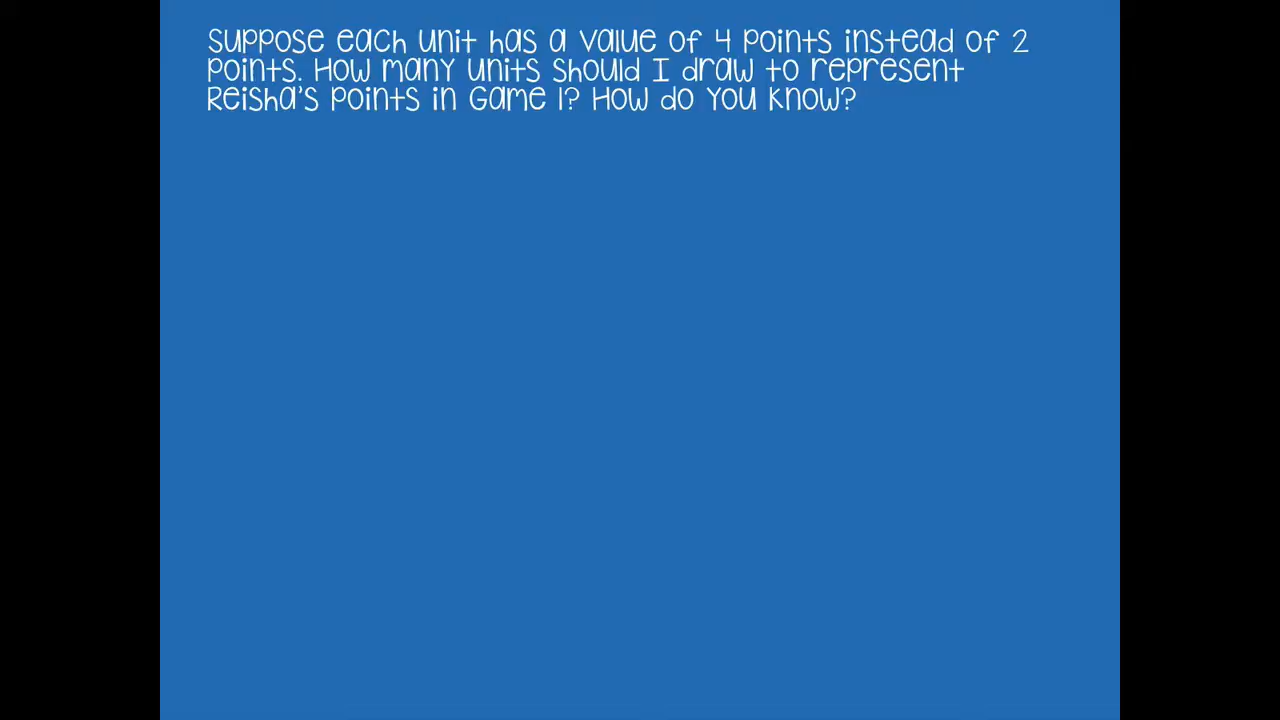 Suppose each unit has a value of 4 points instead of 2
points. How many units should I draw to represent
Reisha's points in Game 1? How do you know?